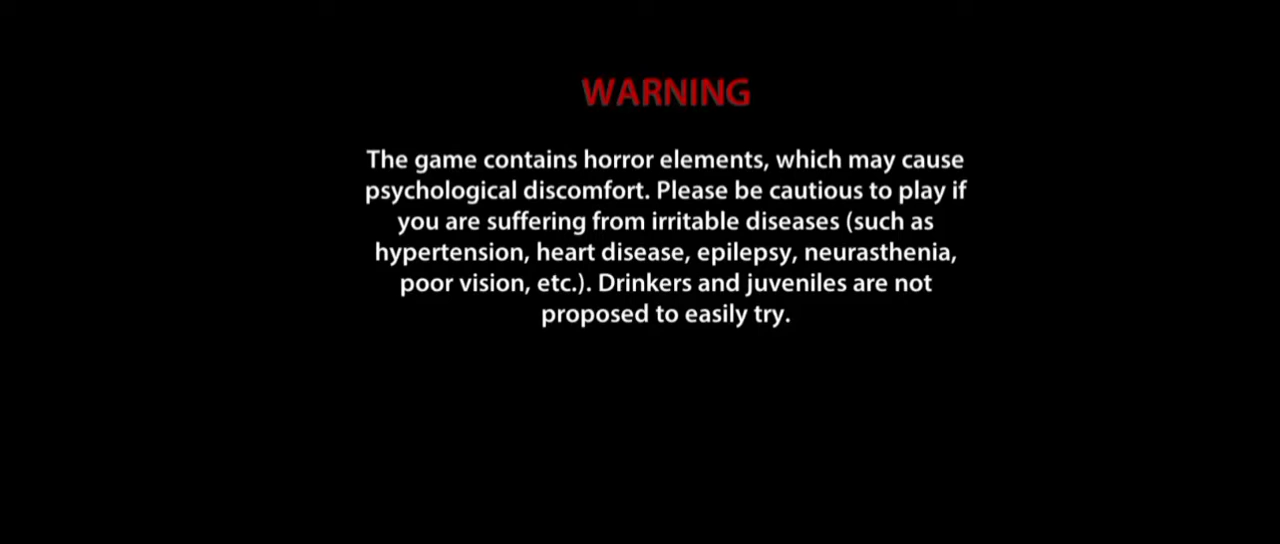 WARNING
The game contains horror elements, which may cause
psychological discomfort. Please be cautious to play if
you are suffering from irritable diseases (such as
hypertension, heart disease, epilepsy, neurasthenia,
poor vision, etc.). Drinkers and juveniles are not
proposed to easily try.